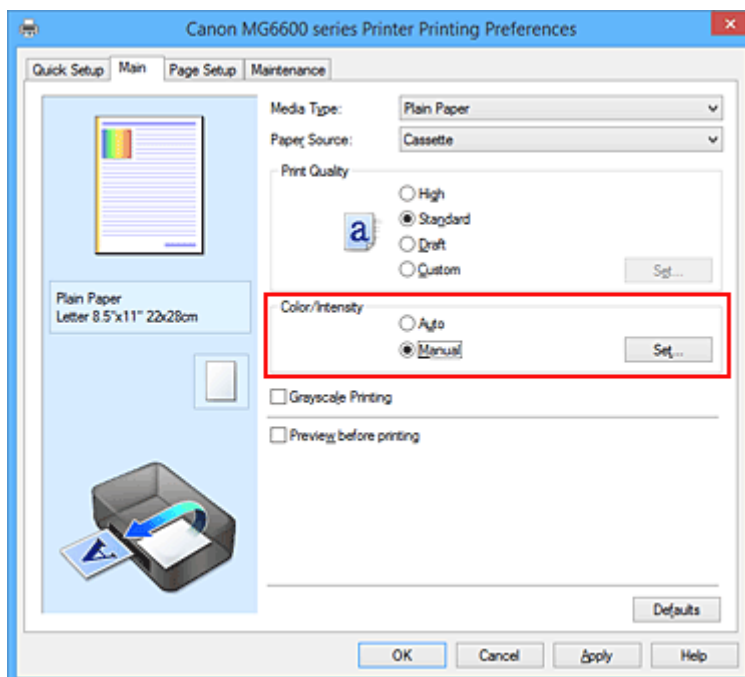 Canon MG6600 series Printer Printing Preferences
Quick Setup Main Page Setup Maintenance
Media Type: Plain Paper
Paper Source: Cassette
Print Quality
High
Standard
Draft
Custom Set...
a
Plain Paper
Letter 8.5"x11" 22x28cm
Color/Intensity
Auto
Manual Set...
Grayscale Printing
Preview before printing
A
Defaults
OK Cancel Apply Help